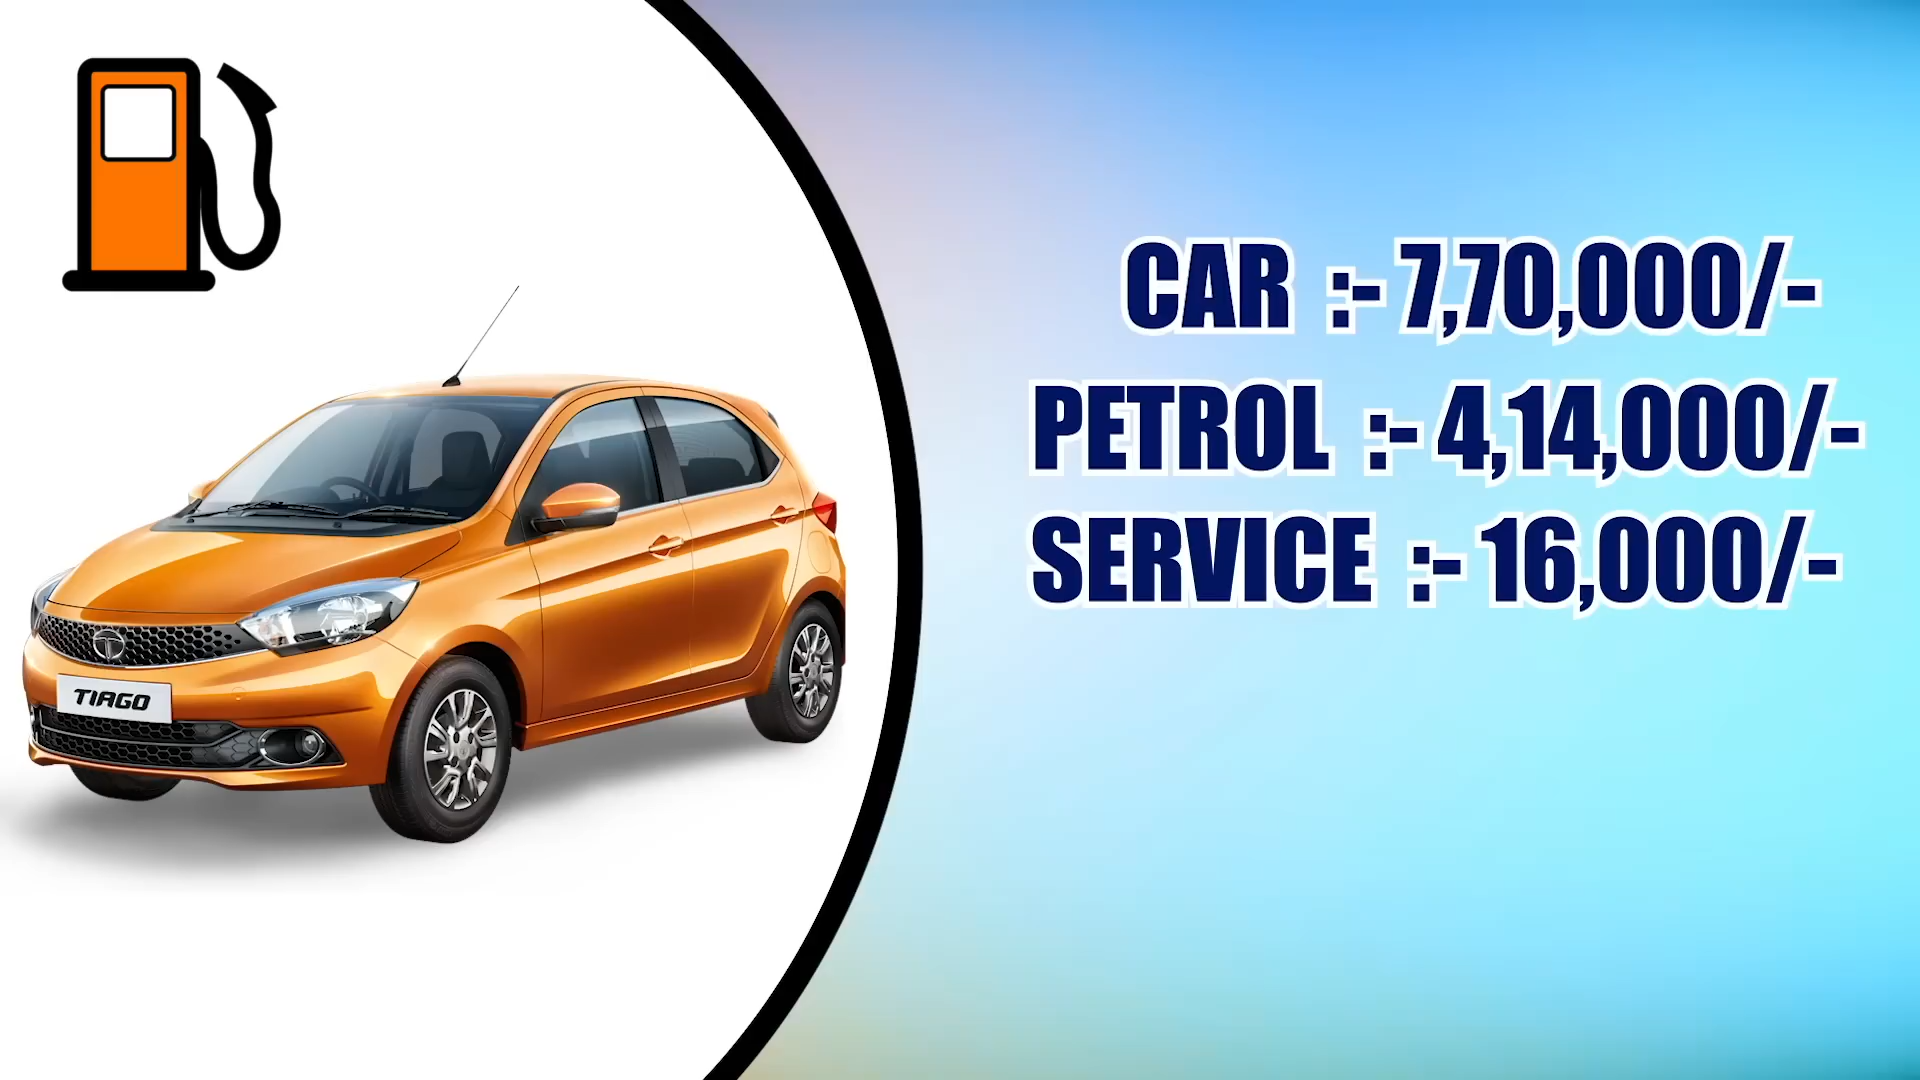 CAR :- 7,70,000/-
PETROL :- 4,14,000/-
SERVICE :- 16,000/-
TIAGO